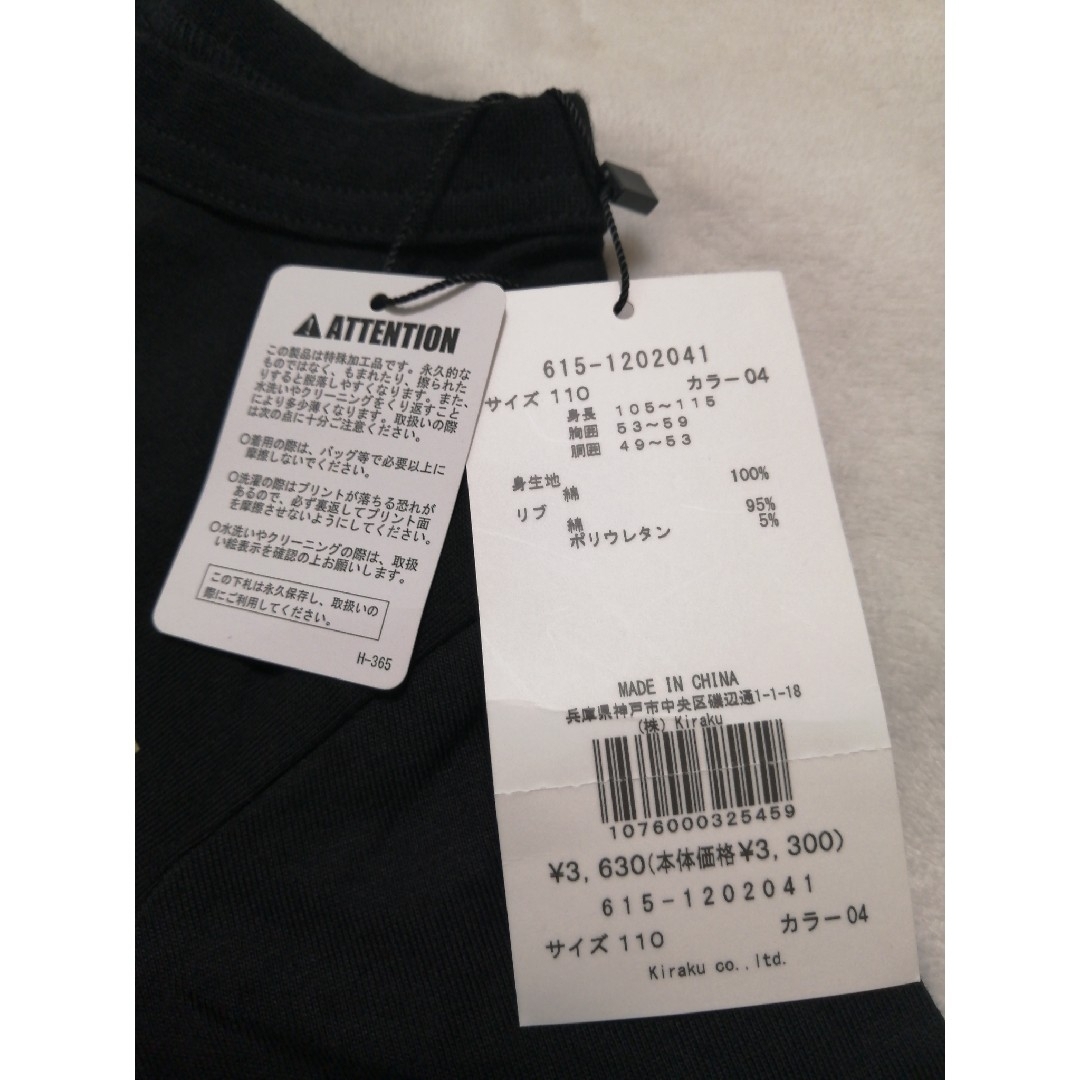 ATTENTION
この製品は特殊加工品です。永久的な
ものではなく、もまれたり、擦られた
りすると脱落しやすくなります。また、
水洗いやクリーニングをくり返すこと
により多少薄くなります。取扱いの際
は次の点に十分ご注意ください。
○着用の際は、バッグ等で必要以上に
摩擦しないでください。
○洗濯の際はプリントが落ちる恐れが
あるので、必ず裏返してプリント面
を摩擦させないようにしてください。
○水洗いやクリーニングの際は、取扱
い絵表示を確認の上お願いします。
この下札は永久保存し、取扱いの
際にご利用してください。
H-365
615-1202041
サイズ 110 カラー04
身長 105〜115
胸囲 53〜59
胴囲 49〜53
身生地
綿 100%
リブ
綿 95%
ポリウレタン 5%
MADE IN CHINA
兵庫県神戸市中央区磯辺通1-1-18
(株) Kiraku
1076000325459
¥3,630(本体価格¥3,300)
615-1202041
サイズ 110 カラー04
Kiraku co.,ltd.